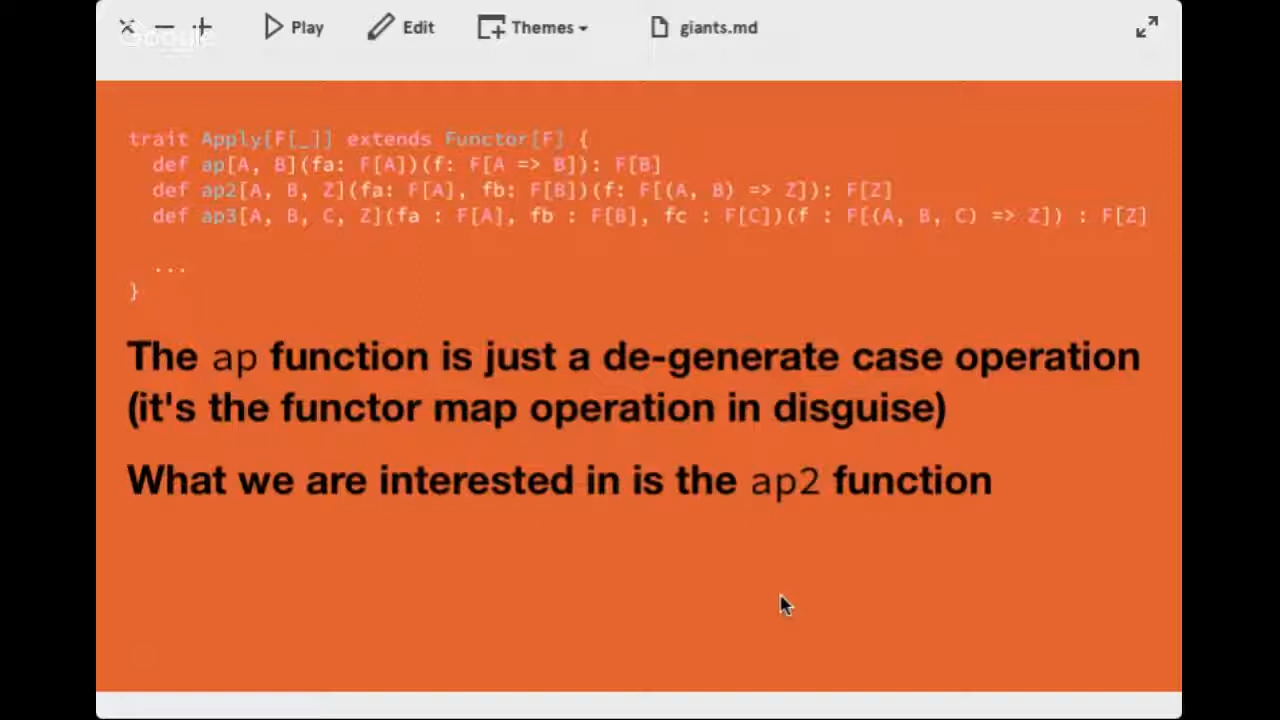 Google
Play Edit Themes giants.md
trait Apply[F[_]] extends Functor[F] {
def ap[A, B](fa: F[A])(f: F[A => B]): F[B]
def ap2[A, B, Z](fa: F[A], fb: F[B])(f: F[(A, B) => Z]): F[Z]
def ap3[A, B, C, Z](fa : F[A], fb : F[B], fc : F[C])(f : F[(A, B, C) => Z]) : F[Z]
...
}
The ap function is just a de-generate case operation
(it's the functor map operation in disguise)
What we are interested in is the ap2 function